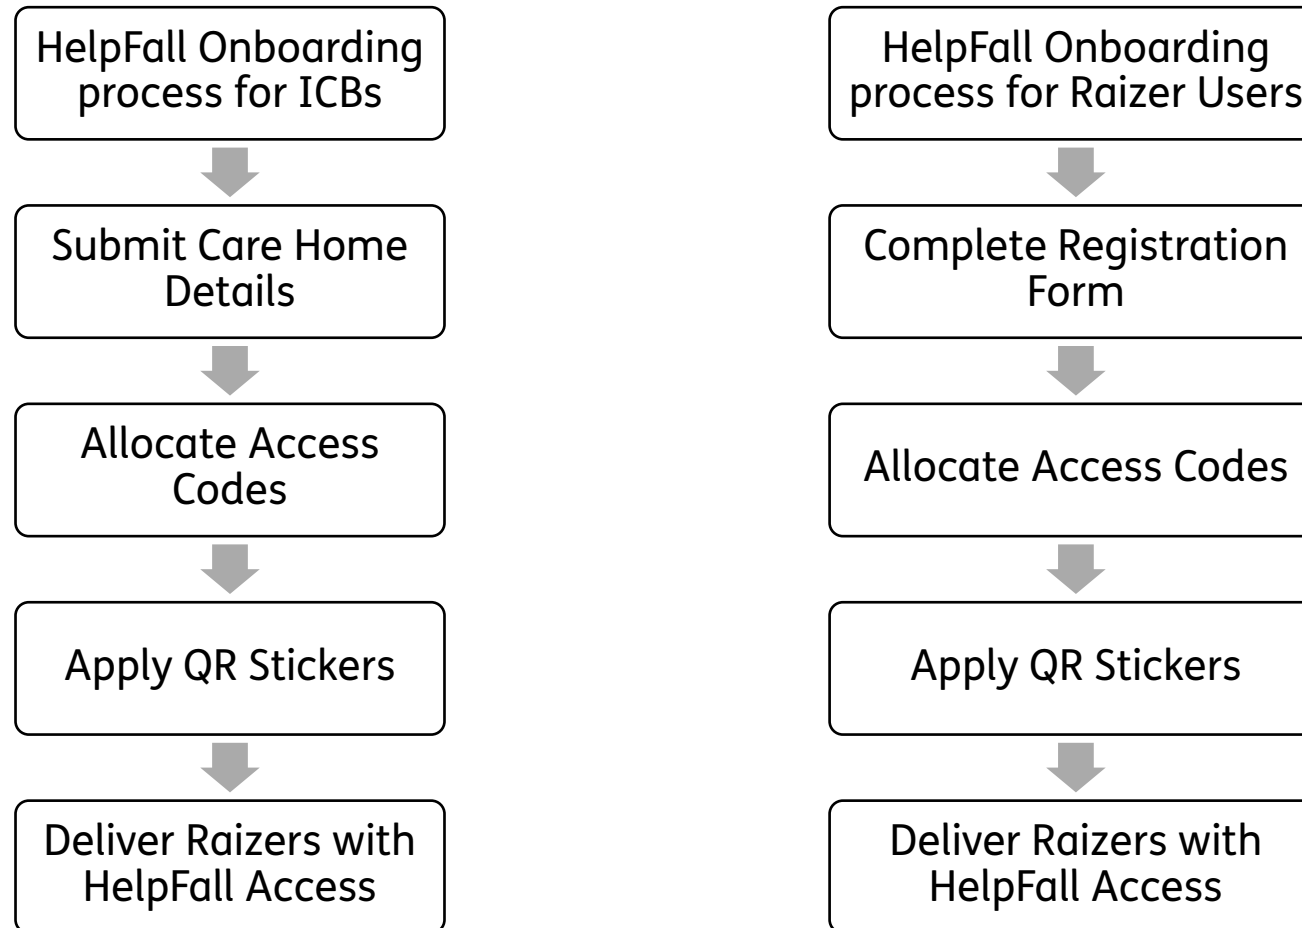 HelpFall Onboarding
process for ICBs
Submit Care Home
Details
Allocate Access
Codes
Apply QR Stickers
Deliver Raizers with
HelpFall Access
HelpFall Onboarding
process for Raizer Users
Complete Registration
Form
Allocate Access Codes
Apply QR Stickers
Deliver Raizers with
HelpFall Access